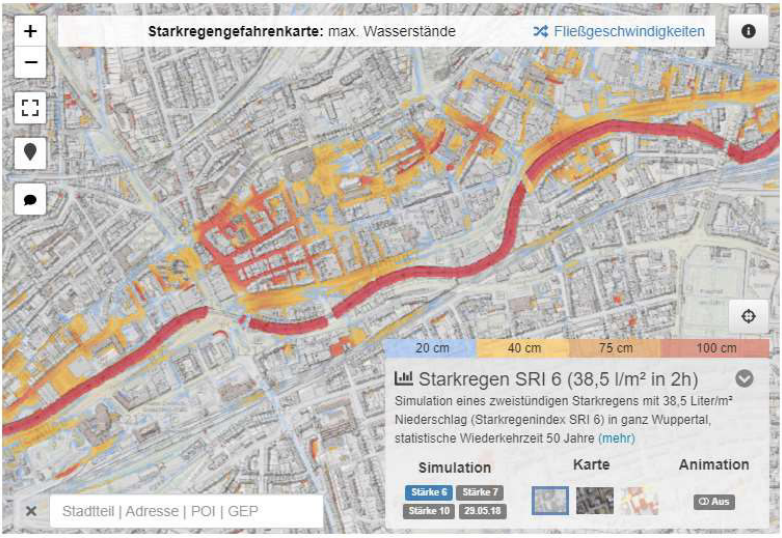 +
Starkregengefahrenkarte: max. Wasserstände
Fließgeschwindigkeiten
−
20 cm 40 cm 75 cm 100 cm
Starkregen SRI 6 (38,5 l/m² in 2h)
Simulation eines zweistündigen Starkregens mit 38,5 Liter/m²
Niederschlag (Starkregenindex SRI 6) in ganz Wuppertal,
statistische Wiederkehrzeit 50 Jahre (mehr)
Simulation Karte Animation
Stärke 6 Stärke 7
Stärke 10 29.05.18
Aus
Stadtteil | Adresse | POI | GEP